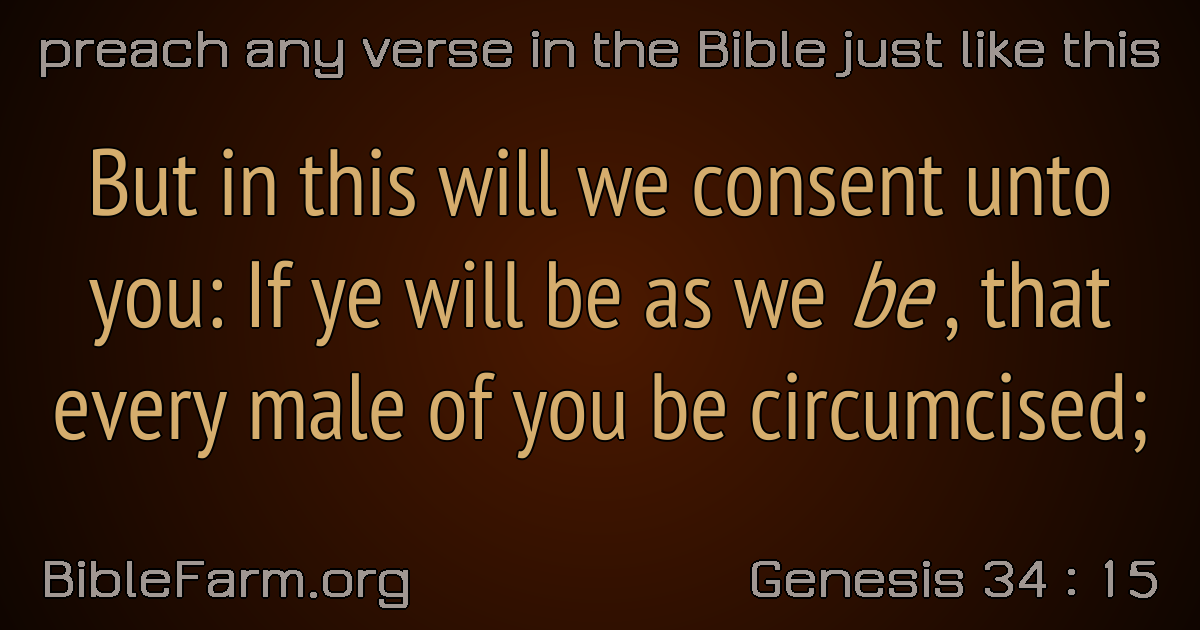 preach any verse in the Bible just like this
But in this will we consent unto
you: If ye will be as we be, that
every male of you be circumcised;
BibleFarm.org
Genesis 34 : 15